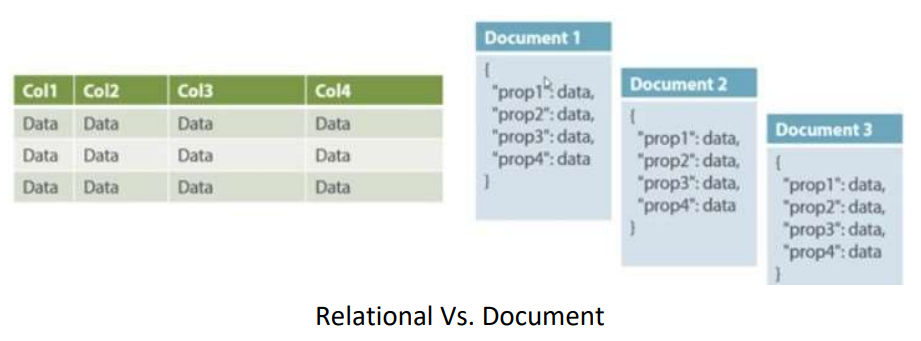 Col1 Col2 Col3 Col4
Data Data Data Data
Data Data Data Data
Data Data Data Data
Document 1
{
"prop1": data,
"prop2": data,
"prop3": data,
"prop4": data
}
Document 2
{
"prop1": data,
"prop2": data,
"prop3": data,
"prop4": data
}
Document 3
{
"prop1": data,
"prop2": data,
"prop3": data,
"prop4": data
}
Relational Vs. Document